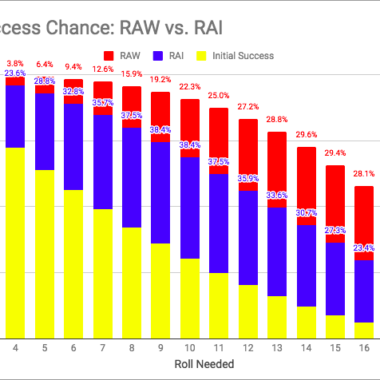 ccess Chance: RAW vs. RAI
RAW RAI Initial Success
3.8% 6.4% 9.4% 12.6% 15.9% 19.2% 22.3% 25.0% 27.2% 28.8% 29.6% 29.4% 28.1%
23.6% 28.8% 32.8% 35.7% 37.5% 38.4% 38.4% 37.5% 35.9% 33.6% 30.7% 27.3% 23.4%
4 5 6 7 8 9 10 11 12 13 14 15 16
Roll Needed